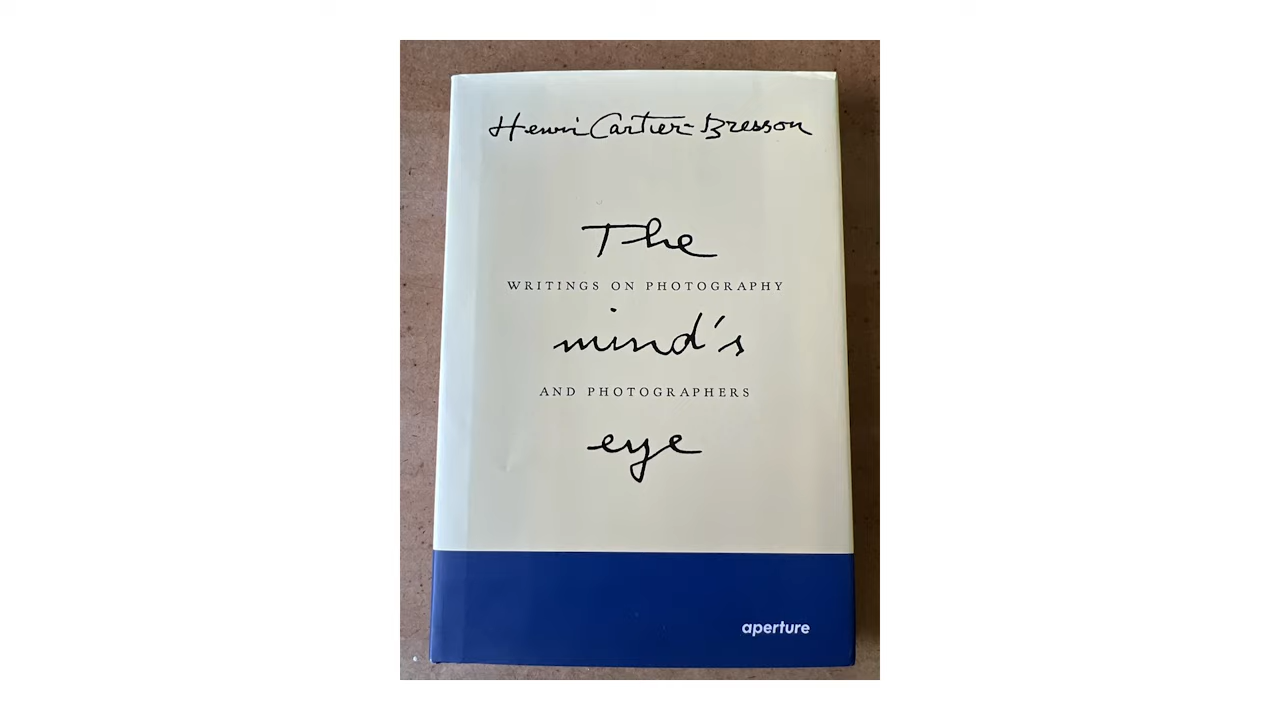 Henri Cartier-Bresson
The
WRITINGS ON PHOTOGRAPHY
mind's
AND PHOTOGRAPHERS
eye
aperture